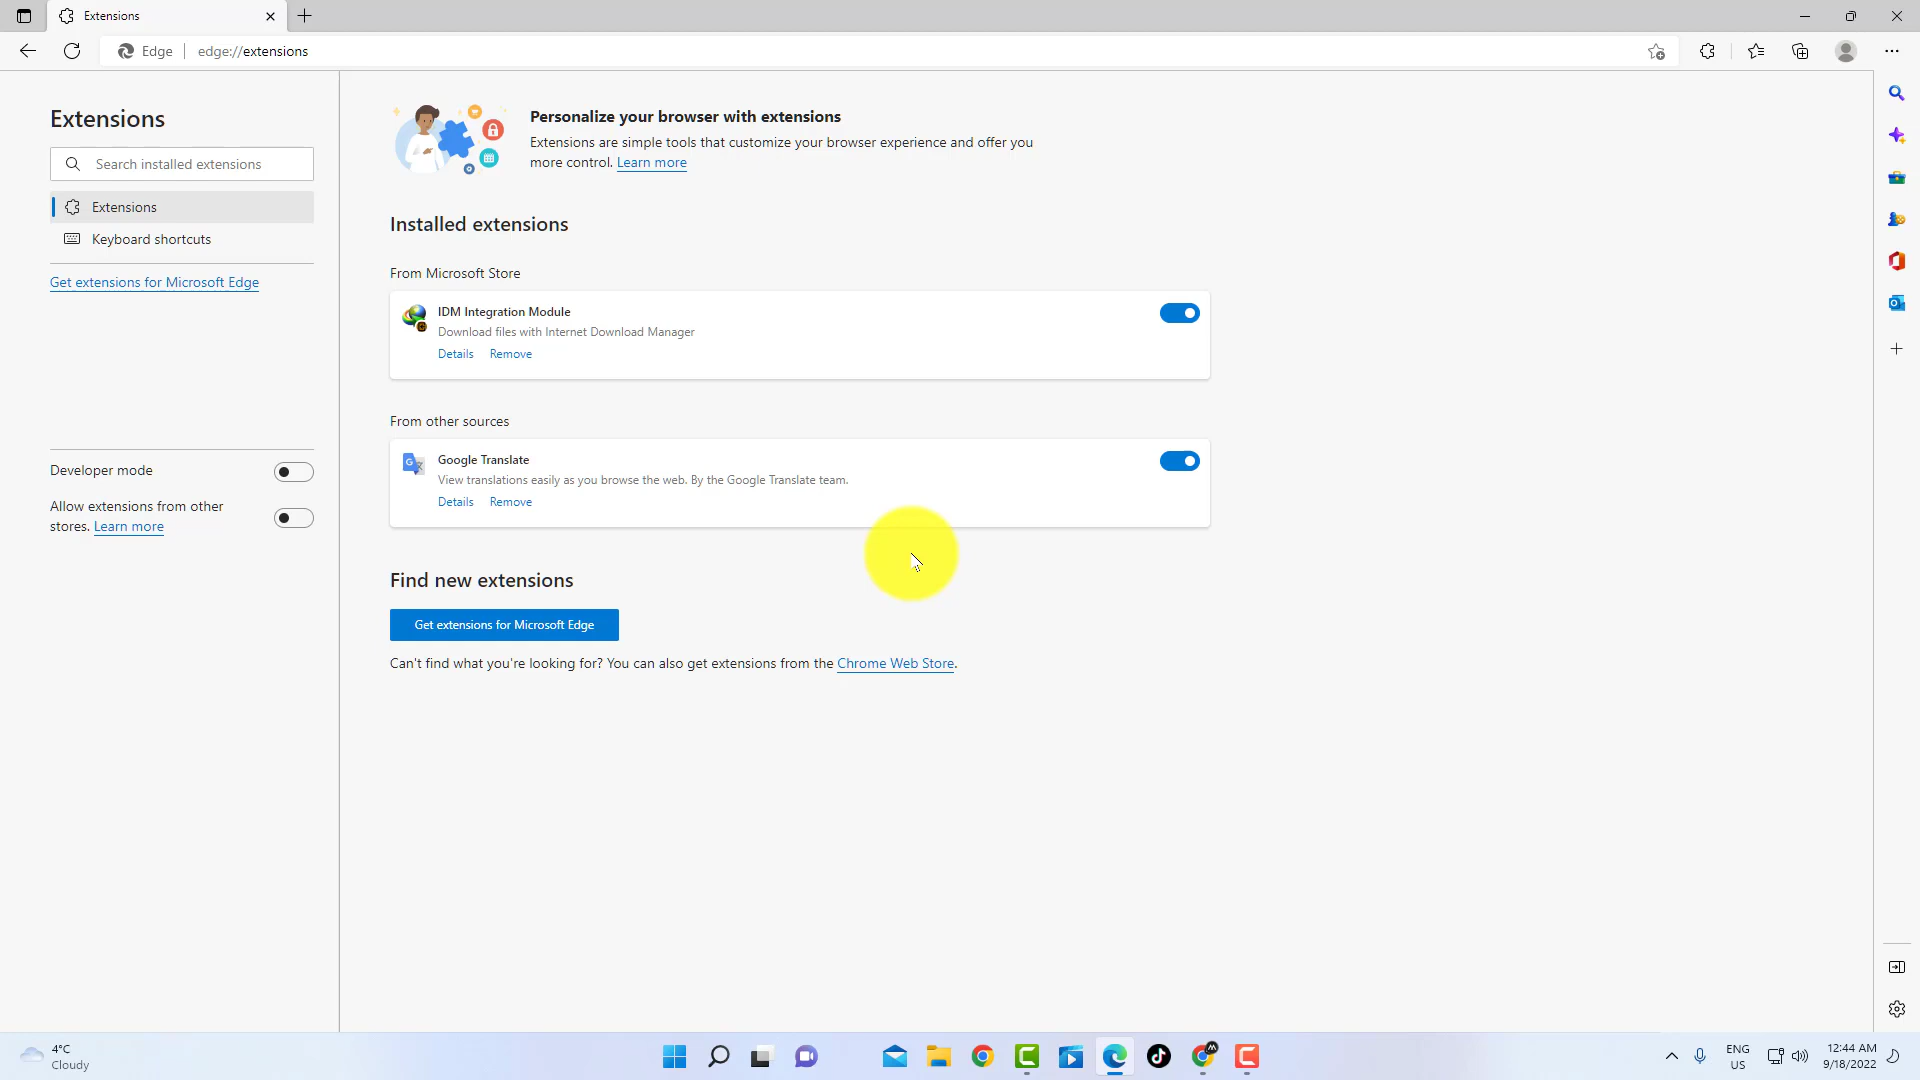 Extensions
Edge
edge://extensions
Extensions
Search installed extensions
Extensions
Keyboard shortcuts
Get extensions for Microsoft Edge
Developer mode
Allow extensions from other
stores. Learn more
Personalize your browser with extensions
Extensions are simple tools that customize your browser experience and offer you
more control. Learn more
Installed extensions
From Microsoft Store
IDM Integration Module
Download files with Internet Download Manager
Details Remove
From other sources
Google Translate
View translations easily as you browse the web. By the Google Translate team.
Details Remove
Find new extensions
Get extensions for Microsoft Edge
Can't find what you're looking for? You can also get extensions from the Chrome Web Store.
4°C
Cloudy
ENG
US
12:44 AM
9/18/2022